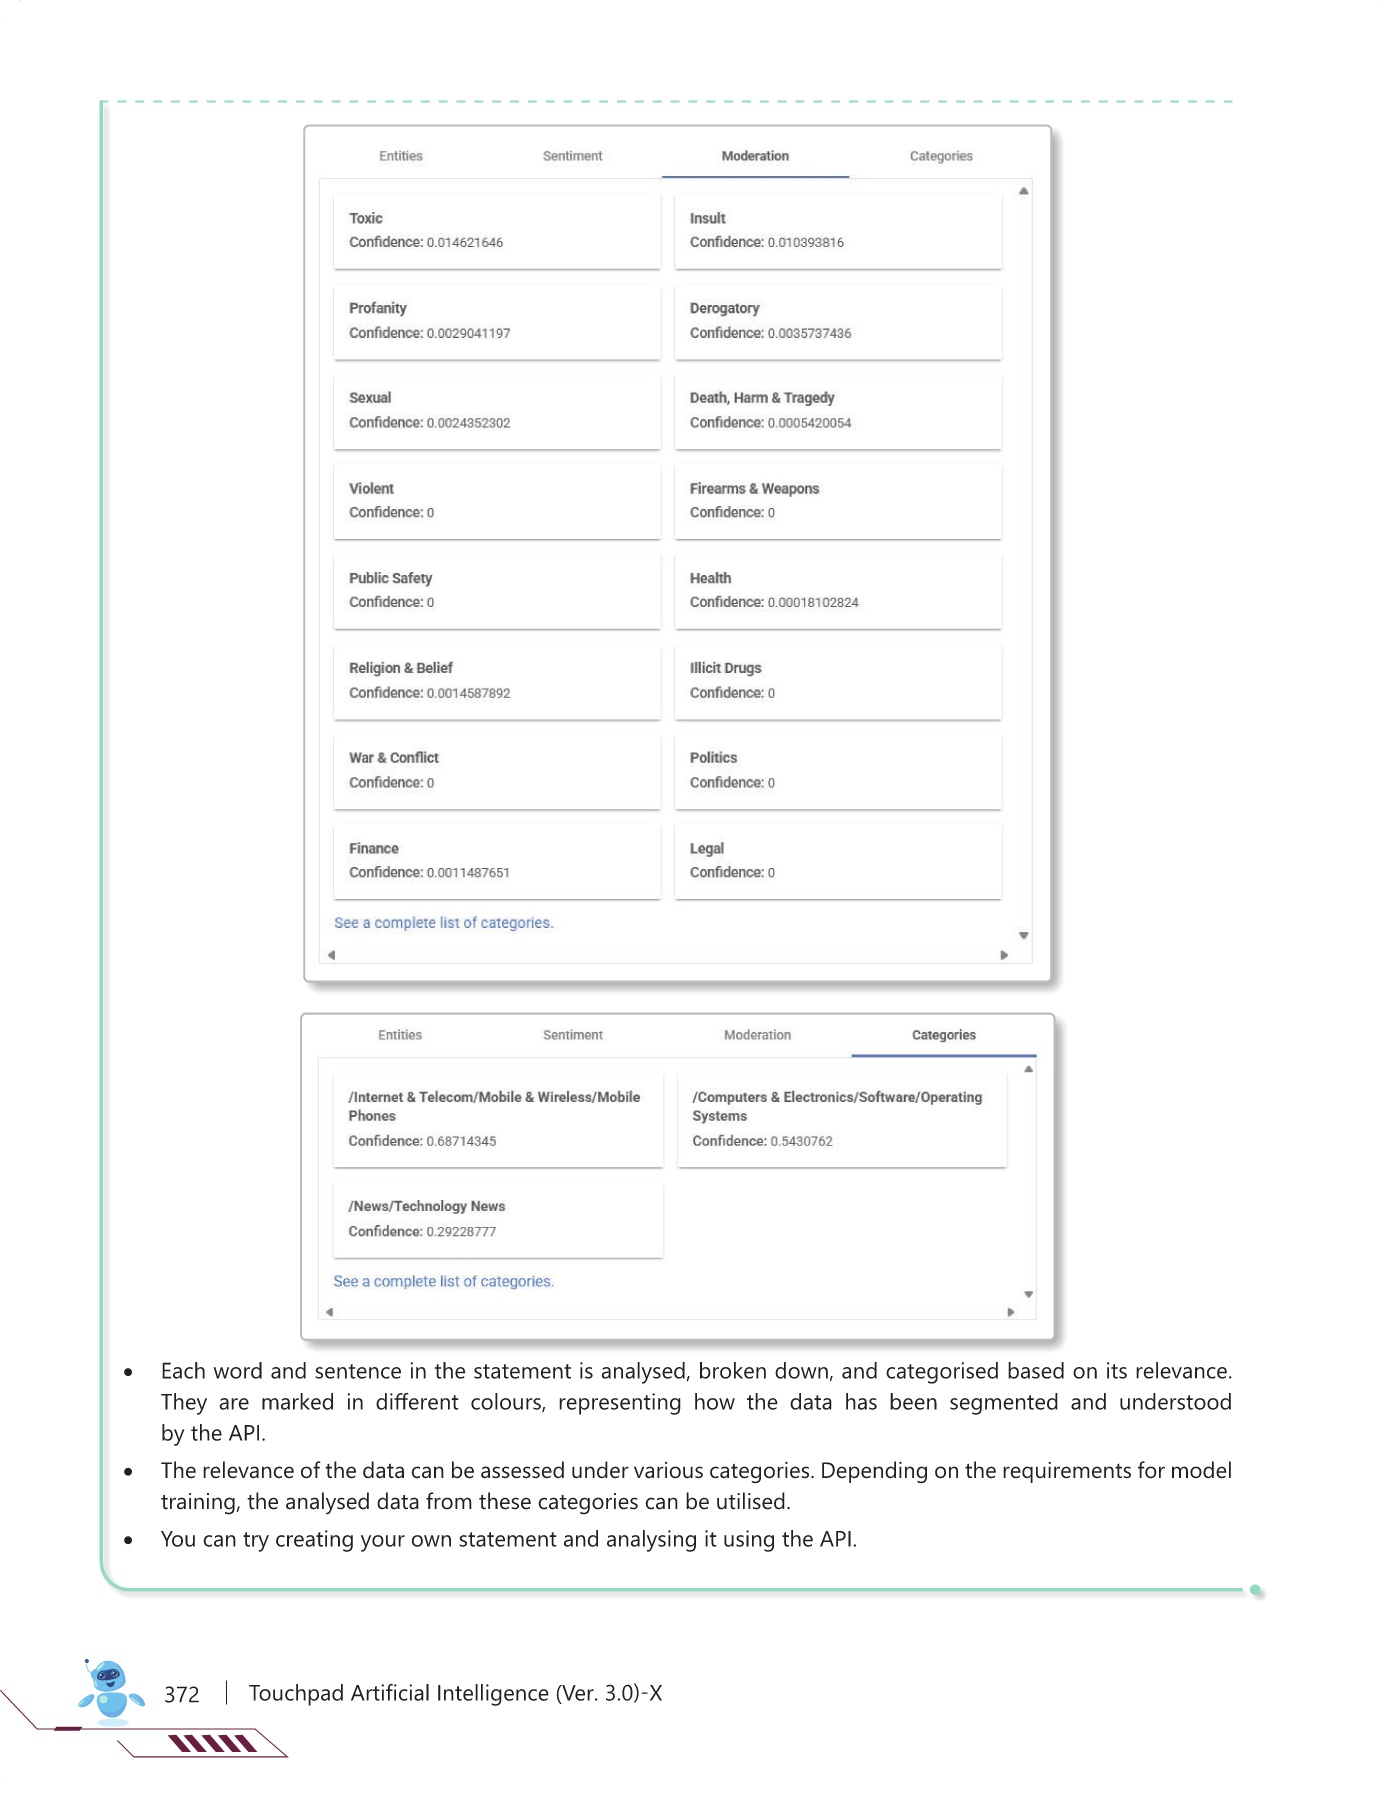 Entities Sentiment Moderation Categories
Toxic
Confidence: 0.014621646
Insult
Confidence: 0.010393816
Profanity
Confidence: 0.0029041197
Derogatory
Confidence: 0.0035737436
Sexual
Confidence: 0.0024352302
Death, Harm & Tragedy
Confidence: 0.0005420054
Violent
Confidence: 0
Firearms & Weapons
Confidence: 0
Public Safety
Confidence: 0
Health
Confidence: 0.00018102824
Religion & Belief
Confidence: 0.0014587892
Illicit Drugs
Confidence: 0
War & Conflict
Confidence: 0
Politics
Confidence: 0
Finance
Confidence: 0.0011487651
Legal
Confidence: 0
See a complete list of categories.
Entities Sentiment Moderation Categories
/Internet & Telecom/Mobile & Wireless/Mobile
Phones
Confidence: 0.68714345
/Computers & Electronics/Software/Operating
Systems
Confidence: 0.5430762
/News/Technology News
Confidence: 0.29228777
See a complete list of categories.
• Each word and sentence in the statement is analysed, broken down, and categorised based on its relevance.
They are marked in different colours, representing how the data has been segmented and understood
by the API.
• The relevance of the data can be assessed under various categories. Depending on the requirements for model
training, the analysed data from these categories can be utilised.
• You can try creating your own statement and analysing it using the API.
372 | Touchpad Artificial Intelligence (Ver. 3.0)-X